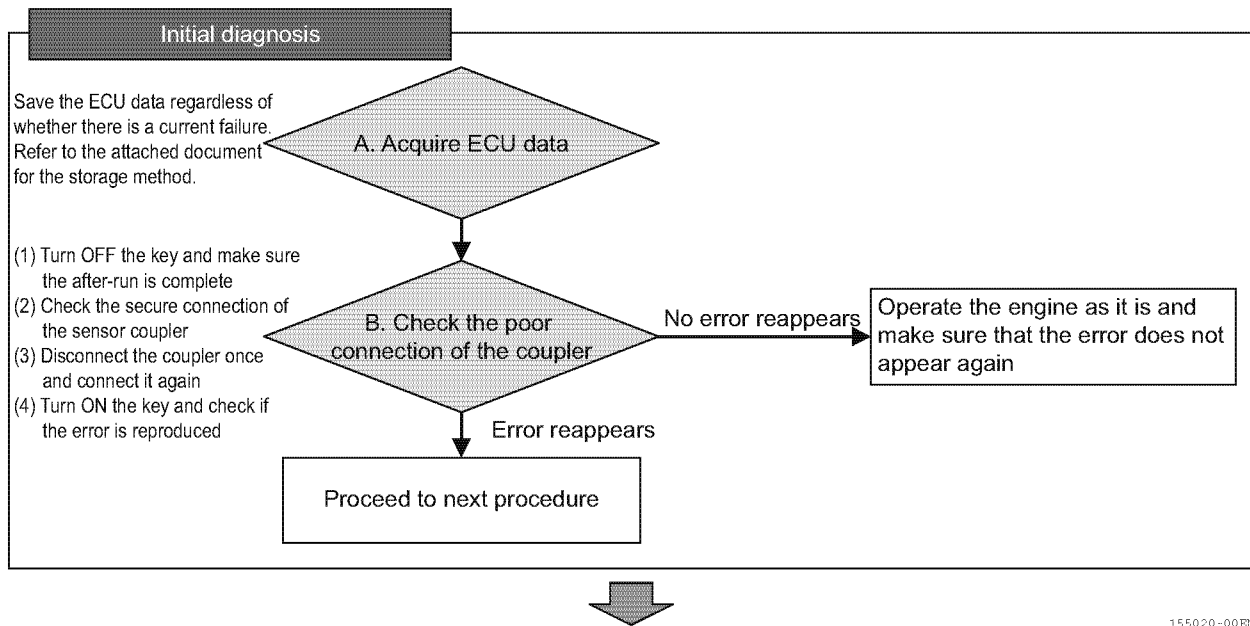 Initial diagnosis
Save the ECU data regardless of
whether there is a current failure.
Refer to the attached document
for the storage method.
A. Acquire ECU data
(1) Turn OFF the key and make sure
the after-run is complete
(2) Check the secure connection of
the sensor coupler
(3) Disconnect the coupler once
and connect it again
(4) Turn ON the key and check if
the error is reproduced
B. Check the poor
connection of the coupler
No error reappears
Operate the engine as it is and
make sure that the error does not
appear again
Error reappears
Proceed to next procedure